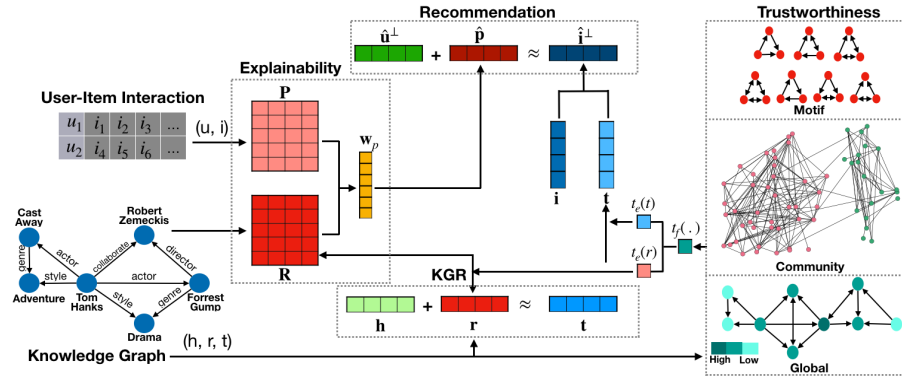 Recommendation
Trustworthiness
û⊥ + p̂ ≈ î⊥
Explainability
User-Item Interaction
P
u1 i1 i2 i3 ...
u2 i4 i5 i6 ...
(u, i)
wp
Motif
i
t
te(t)
tf(.)
te(r)
Cast
Away
Robert
Zemeckis
actor
genre
collaborate
director
style
actor
Adventure
Tom
Hanks
style
genre
Forrest
Gump
Drama
R
KGR
Community
h + r ≈ t
Knowledge Graph
(h, r, t)
High
Low
Global